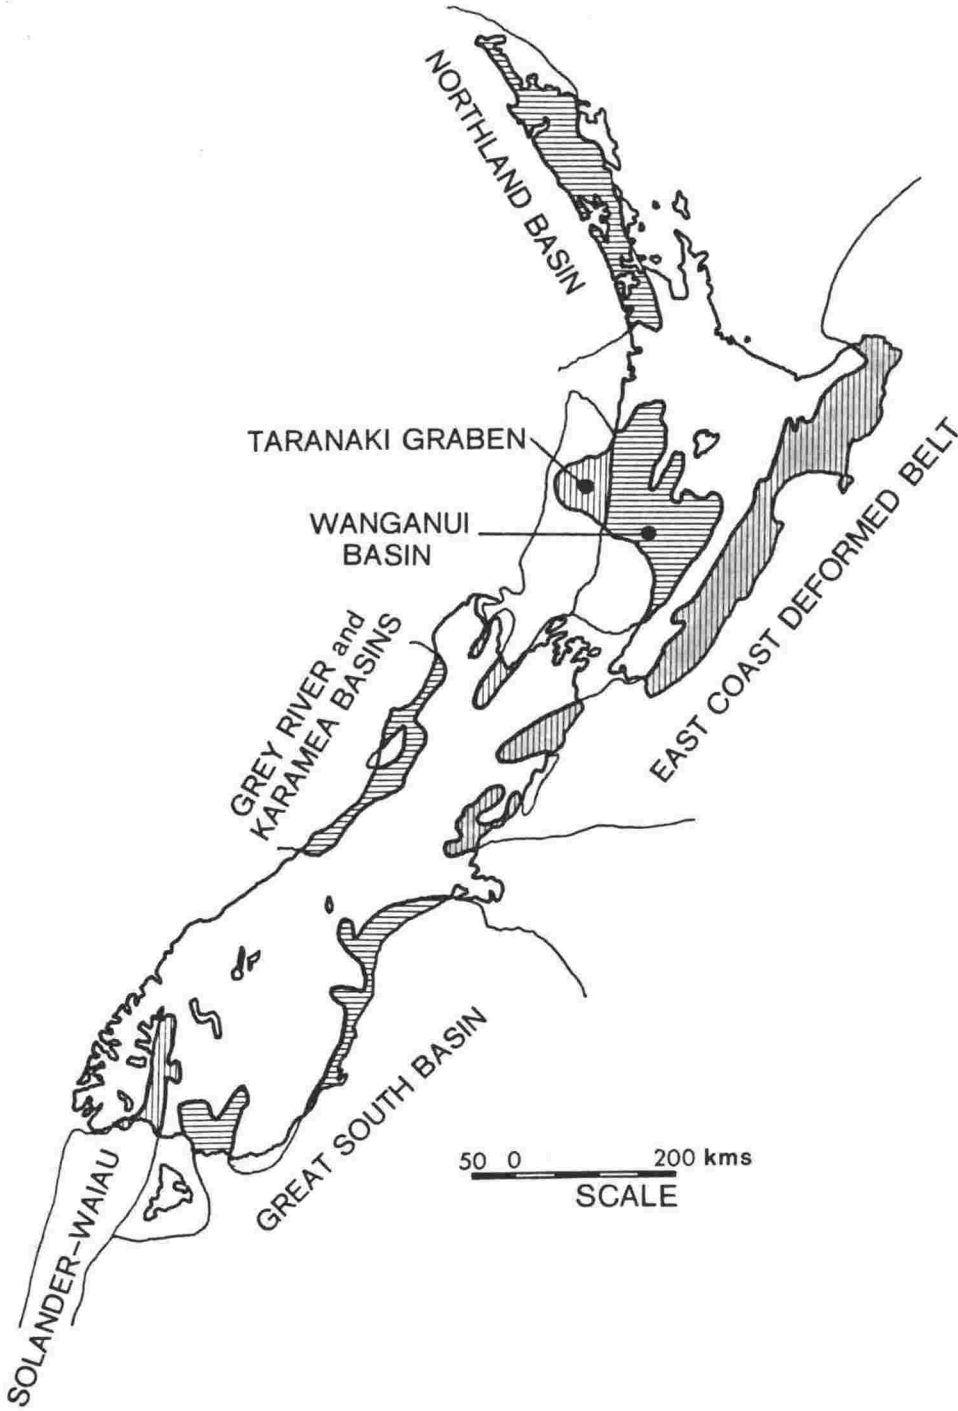 NORTHLAND BASIN
TARANAKI GRABEN
WANGANUI
BASIN
EAST COAST DEFORMED BELT
GREY RIVER and
KARAMEA BASINS
GREAT SOUTH BASIN
SOLANDER-WAIAU
50 0 200 kms
SCALE